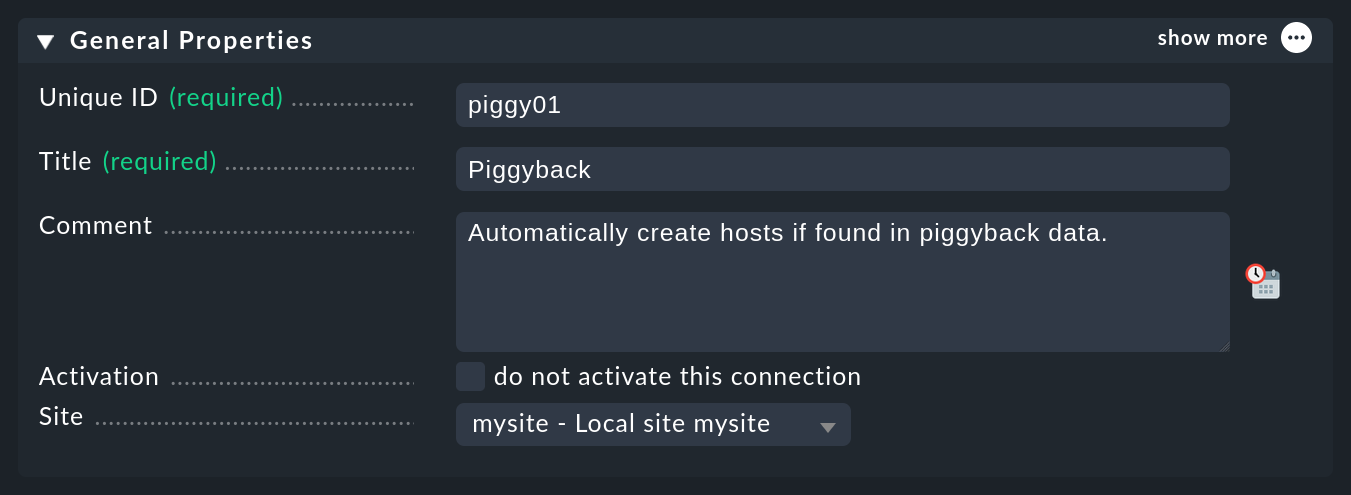 General Properties show more
Unique ID (required) piggy01
Title (required) Piggyback
Comment Automatically create hosts if found in piggyback data.
Activation do not activate this connection
Site mysite - Local site mysite